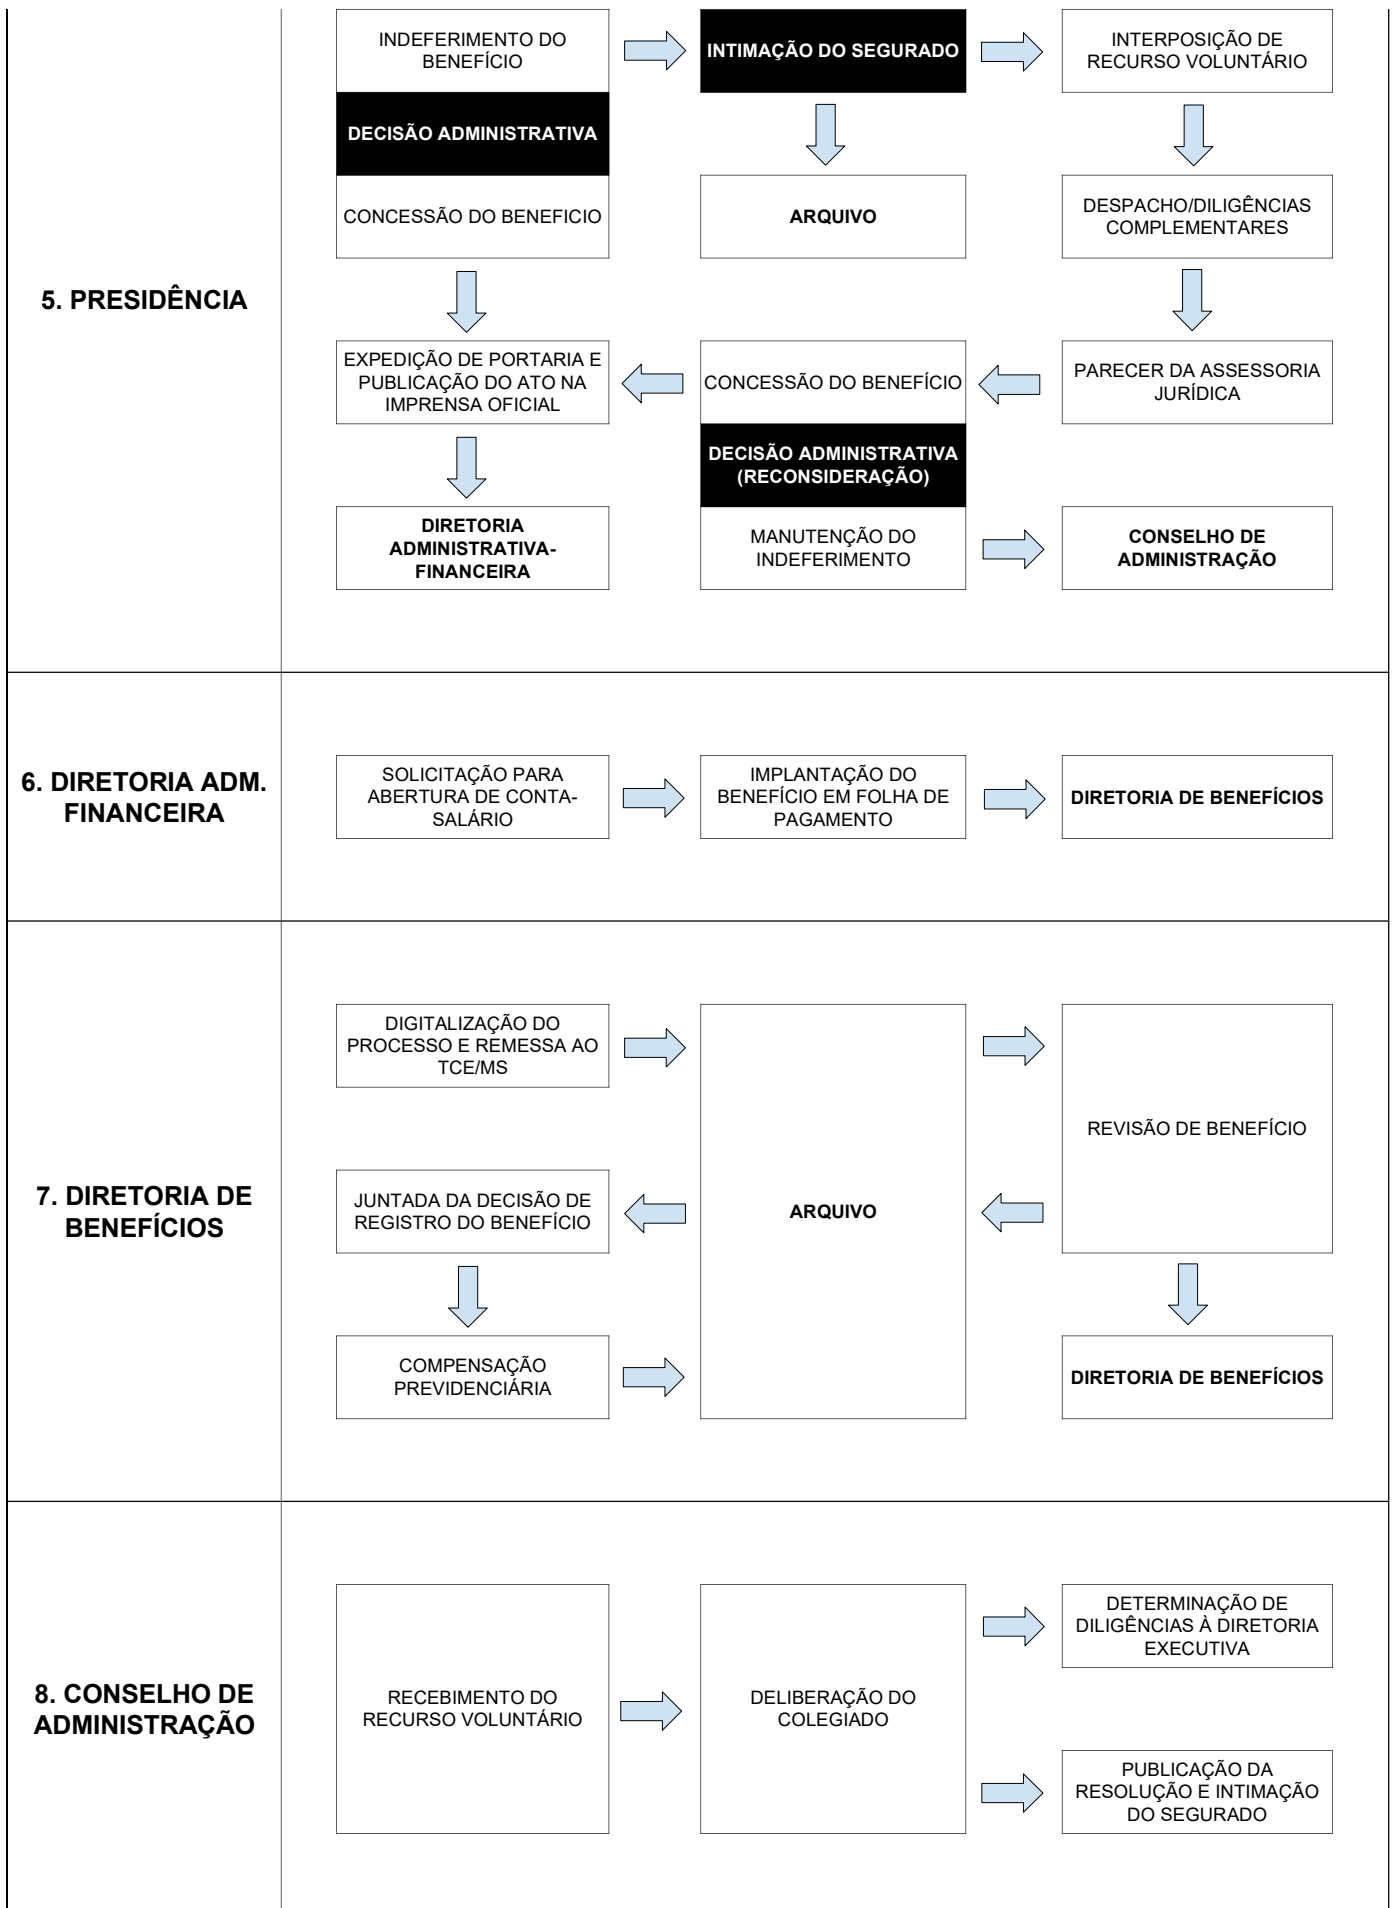 5. PRESIDÊNCIA
INDEFERIMENTO DO
BENEFÍCIO
INTIMAÇÃO DO SEGURADO
INTERPOSIÇÃO DE
RECURSO VOLUNTÁRIO
DECISÃO ADMINISTRATIVA
CONCESSÃO DO BENEFICIO
ARQUIVO
DESPACHO/DILIGÊNCIAS
COMPLEMENTARES
EXPEDIÇÃO DE PORTARIA E
PUBLICAÇÃO DO ATO NA
IMPRENSA OFICIAL
CONCESSÃO DO BENEFÍCIO
PARECER DA ASSESSORIA
JURÍDICA
DECISÃO ADMINISTRATIVA
(RECONSIDERAÇÃO)
DIRETORIA
ADMINISTRATIVA-
FINANCEIRA
MANUTENÇÃO DO
INDEFERIMENTO
CONSELHO DE
ADMINISTRAÇÃO
6. DIRETORIA ADM.
FINANCEIRA
SOLICITAÇÃO PARA
ABERTURA DE CONTA-
SALÁRIO
IMPLANTAÇÃO DO
BENEFÍCIO EM FOLHA DE
PAGAMENTO
DIRETORIA DE BENEFÍCIOS
7. DIRETORIA DE
BENEFÍCIOS
DIGITALIZAÇÃO DO
PROCESSO E REMESSA AO
TCE/MS
ARQUIVO
REVISÃO DE BENEFÍCIO
JUNTADA DA DECISÃO DE
REGISTRO DO BENEFÍCIO
COMPENSAÇÃO
PREVIDENCIÁRIA
DIRETORIA DE BENEFÍCIOS
8. CONSELHO DE
ADMINISTRAÇÃO
RECEBIMENTO DO
RECURSO VOLUNTÁRIO
DELIBERAÇÃO DO
COLEGIADO
DETERMINAÇÃO DE
DILIGÊNCIAS À DIRETORIA
EXECUTIVA
PUBLICAÇÃO DA
RESOLUÇÃO E INTIMAÇÃO
DO SEGURADO